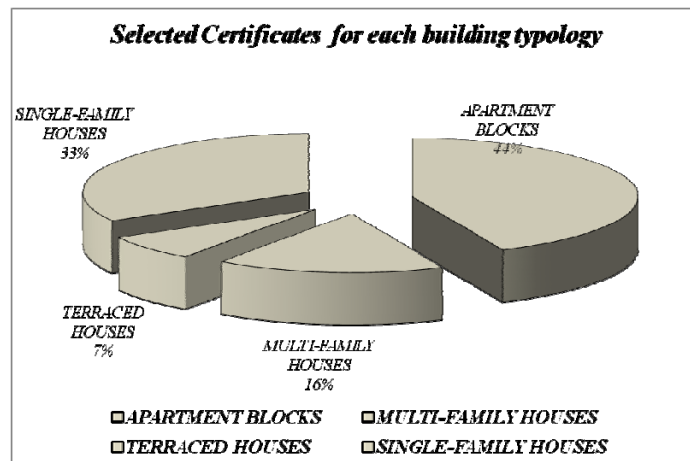 Selected Certificates for each building typology
SINGLE-FAMILY
HOUSES
33%
APARTMENT
BLOCKS
44%
TERRACED
HOUSES
7%
MULTI-FAMILY
HOUSES
16%
APARTMENT BLOCKS MULTI-FAMILY HOUSES
TERRACED HOUSES SINGLE-FAMILY HOUSES